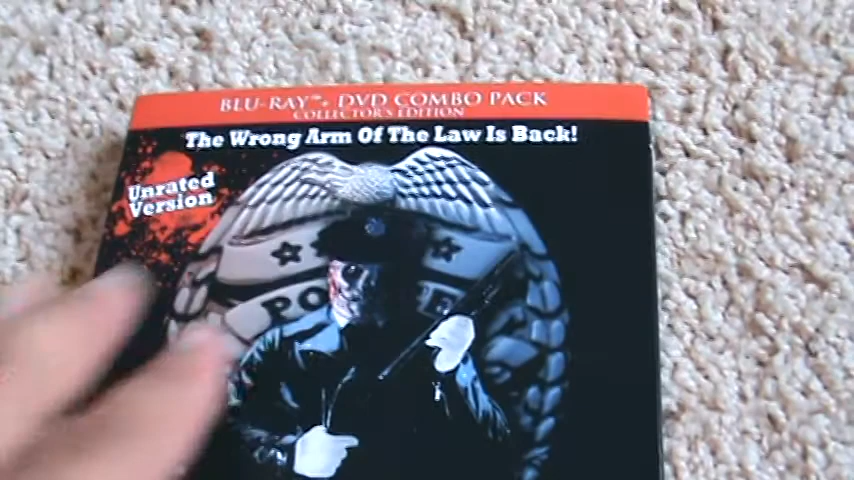 BLU-RAY™ + DVD COMBO PACK
COLLECTOR'S EDITION
The Wrong Arm Of The Law Is Back!
Unrated
Version